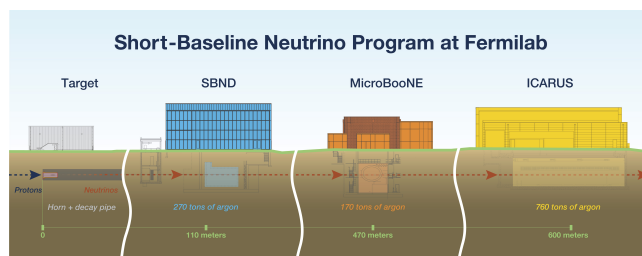 Short-Baseline Neutrino Program at Fermilab
Target
SBND
MicroBooNE
ICARUS
Protons
Neutrinos
Horn + decay pipe
270 tons of argon
170 tons of argon
760 tons of argon
0
110 meters
470 meters
600 meters